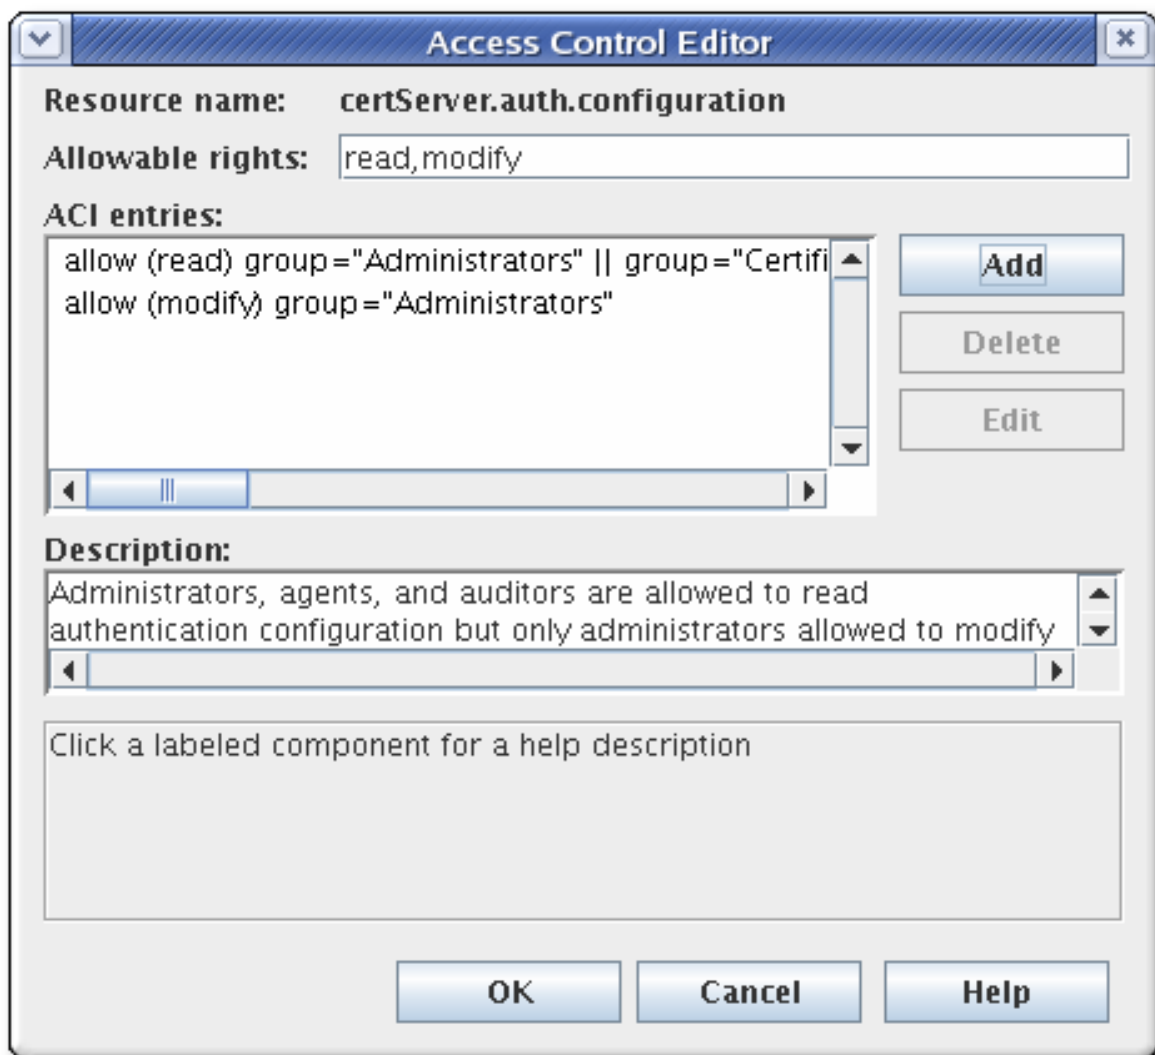 Access Control Editor
Resource name: certServer.auth.configuration
Allowable rights: read,modify
ACI entries:
allow (read) group="Administrators" || group="Certifi
allow (modify) group="Administrators"
Add
Delete
Edit
Description:
Administrators, agents, and auditors are allowed to read
authentication configuration but only administrators allowed to modify
Click a labeled component for a help description
OK Cancel Help